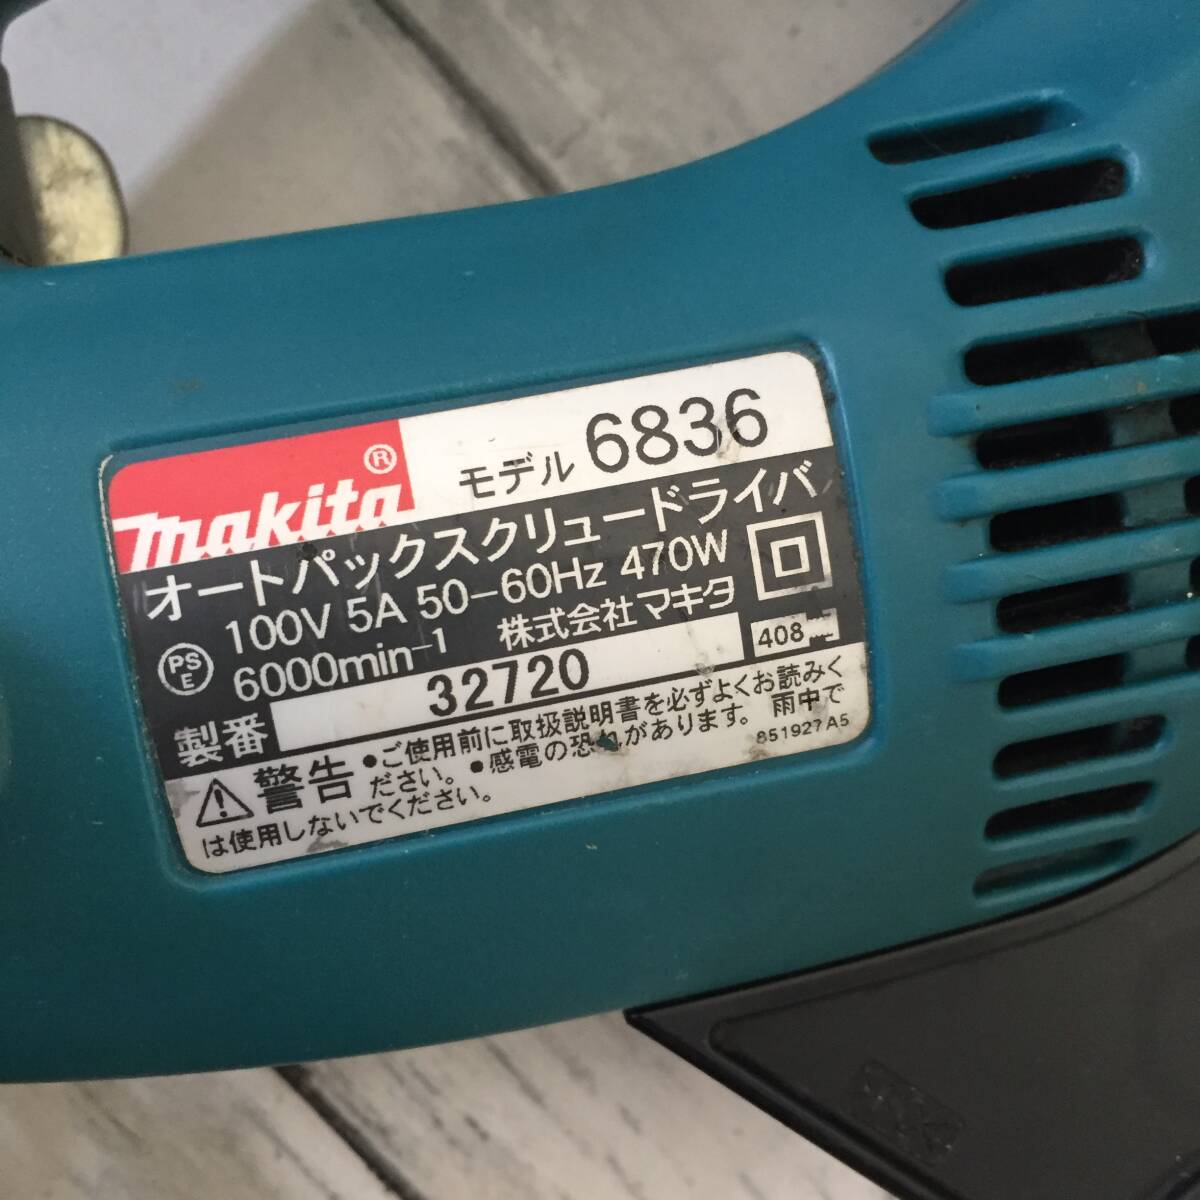 makita®
モデル 6836
オートパックスクリュードライバ
100V 5A 50-60Hz 470W
PSE 6000min-1 株式会社マキタ
製番 32720 408
警告 •ご使用前に取扱説明書を必ずよくお読みく
ださい。•感電の恐れがあります。雨中で
は使用しないでください。
851927A5